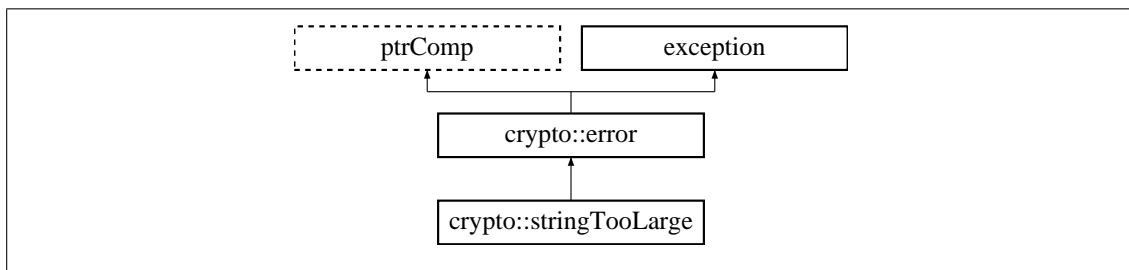 ptrComp
exception
crypto::error
crypto::stringTooLarge